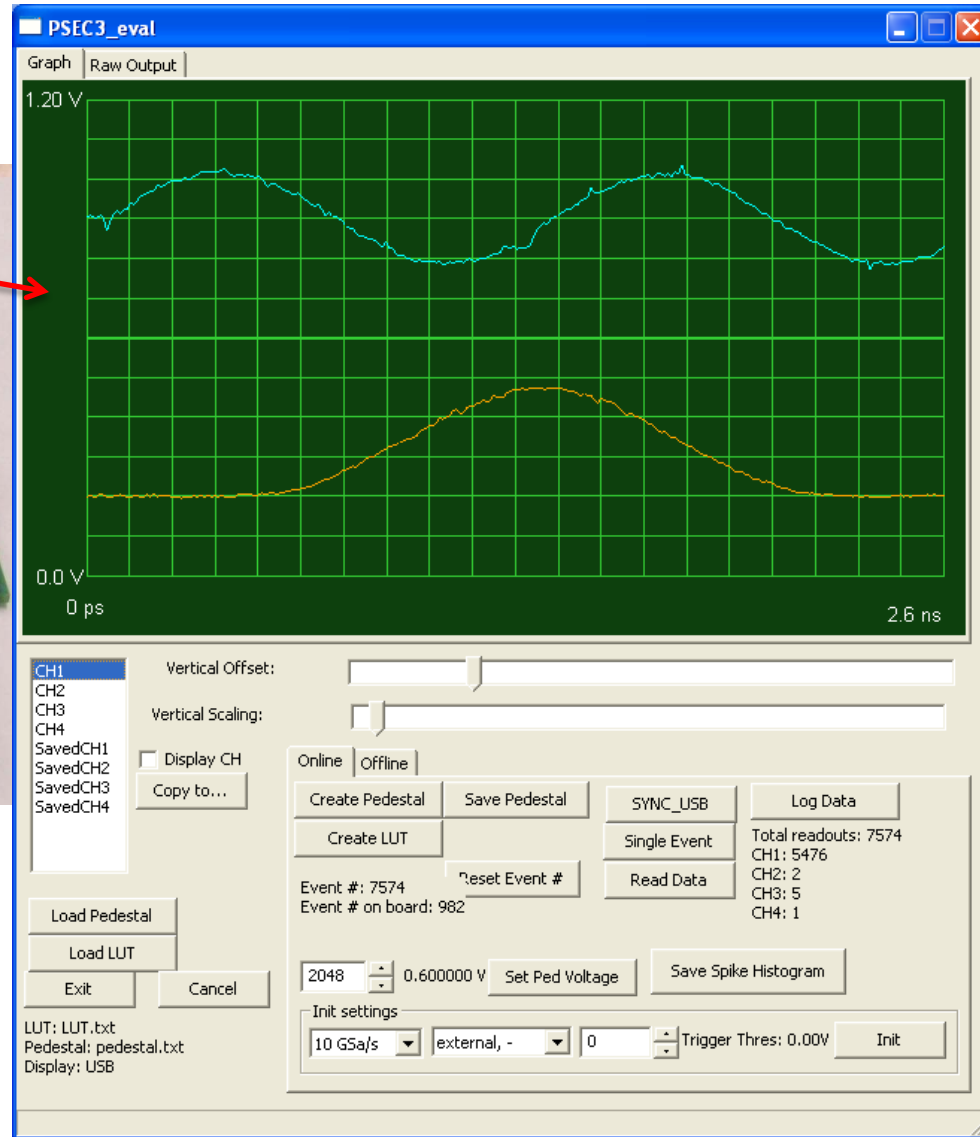 PSEC3_eval
Graph Raw Output
1.20 V
0.0 V
0 ps 2.6 ns
CH1
CH2
CH3
CH4
SavedCH1
SavedCH2
SavedCH3
SavedCH4
Vertical Offset:
Vertical Scaling:
Display CH
Copy to...
Online Offline
Create Pedestal Save Pedestal SYNC_USB Log Data
Create LUT Single Event
Total readouts: 7574
CH1: 5476
CH2: 2
CH3: 5
CH4: 1
Reset Event # Read Data
Event #: 7574
Event # on board: 982
Load Pedestal
Load LUT
Exit Cancel
2048 0.600000 V Set Ped Voltage Save Spike Histogram
LUT: LUT.txt
Pedestal: pedestal.txt
Display: USB
Init settings
10 GSa/s external, - 0 Trigger Thres: 0.00V Init